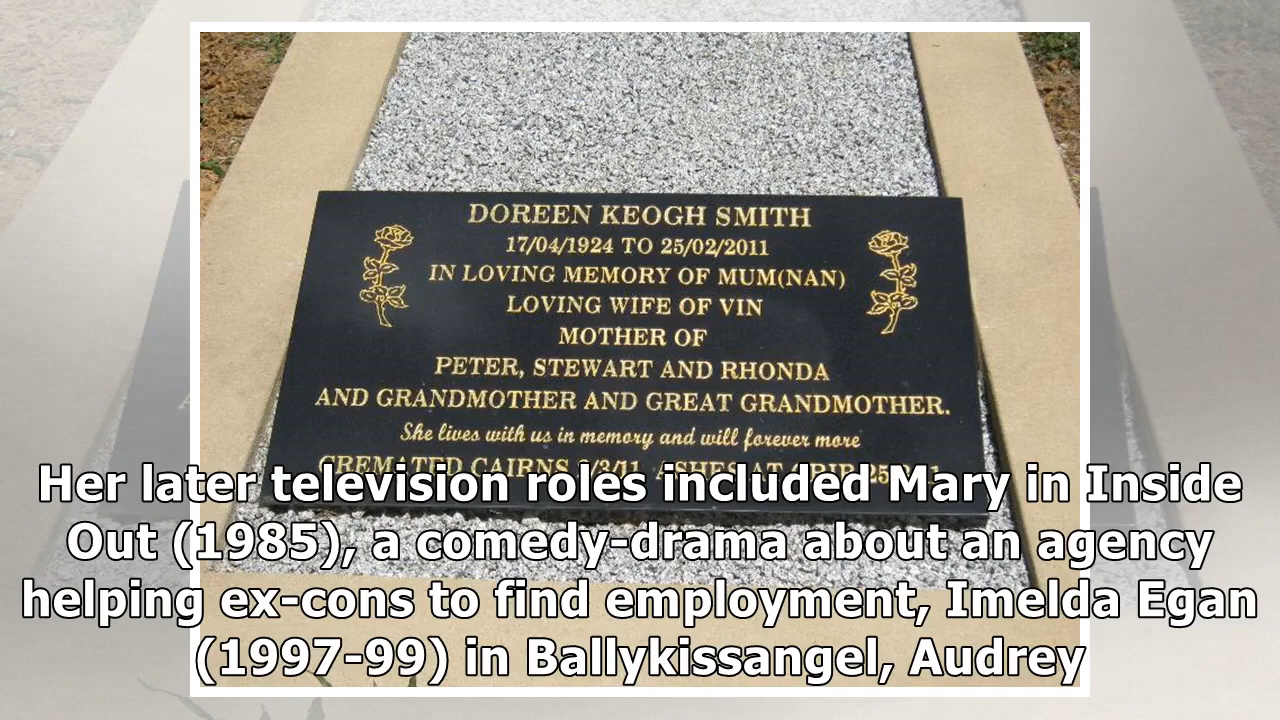 DOREEN KEOGH SMITH
17/04/1924 TO 25/02/2011
IN LOVING MEMORY OF MUM(NAN)
LOVING WIFE OF VIN
MOTHER OF
PETER, STEWART AND RHONDA
AND GRANDMOTHER AND GREAT GRANDMOTHER.
She lives with us in memory and will forever more
CREMATED CAIRNS
Her later television roles included Mary in Inside
Out (1985), a comedy-drama about an agency
helping ex-cons to find employment, Imelda Egan
(1997-99) in Ballykissangel, Audrey